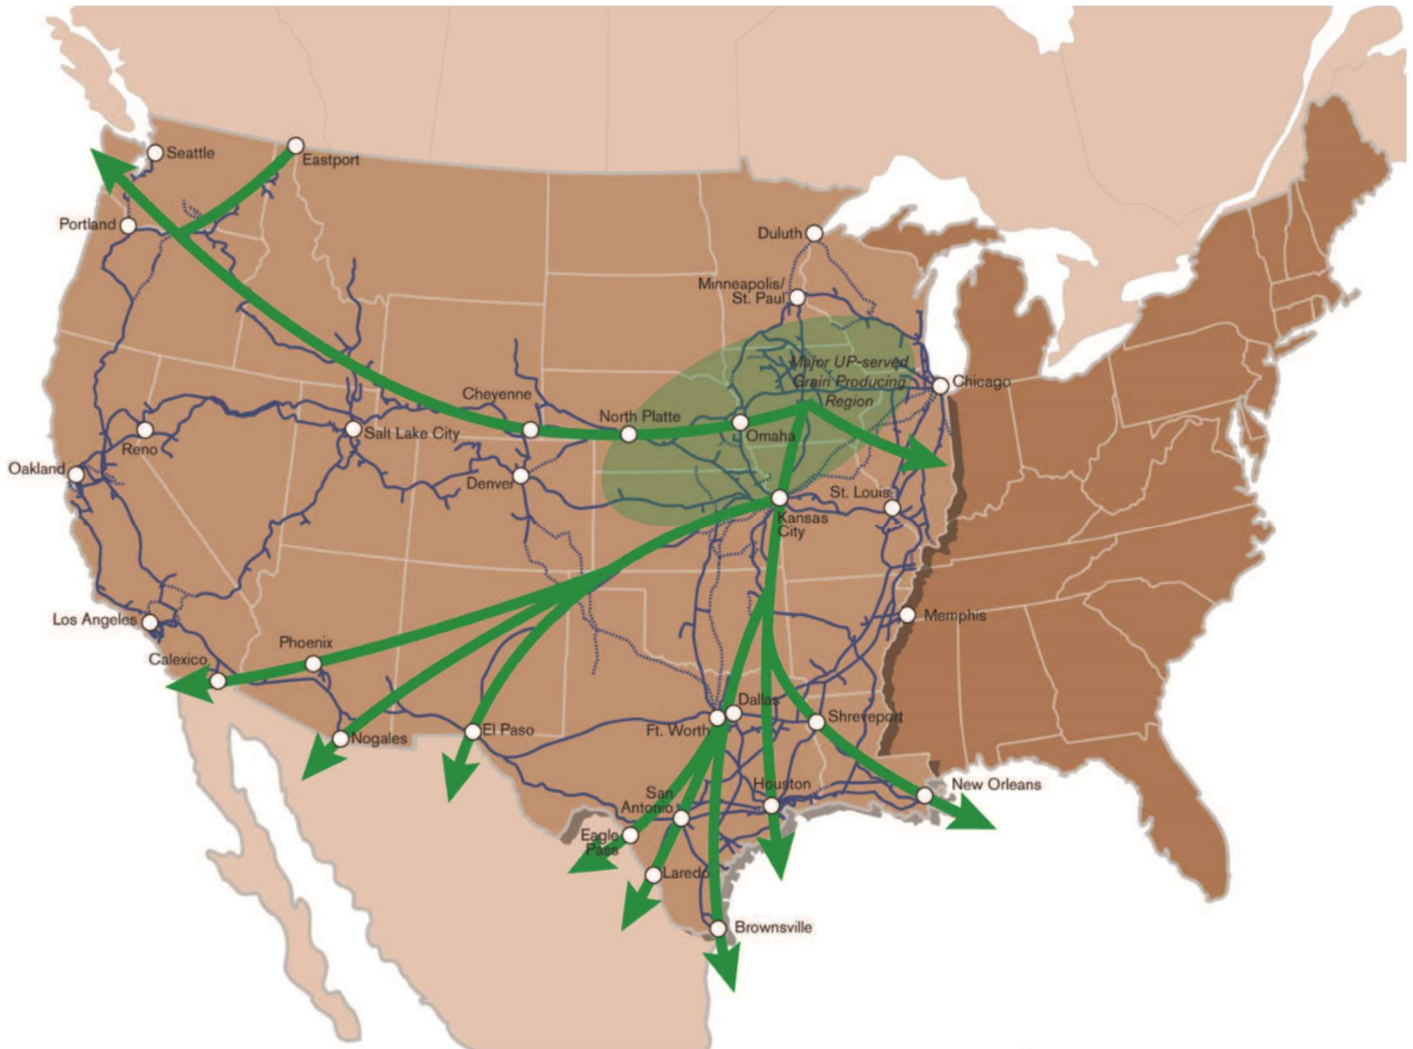 Seattle
Eastport
Portland
Duluth
Minneapolis/
St. Paul
Major UP-served
Grain Producing
Region
Chicago
Cheyenne
North Platte
Omaha
Salt Lake City
Reno
Oakland
Denver
St. Louis
Kansas
City
Los Angeles
Memphis
Phoenix
Calexico
Dallas
Ft. Worth
Shreveport
Nogales
El Paso
Houston
New Orleans
San
Antonio
Eagle
Pass
Laredo
Brownsville